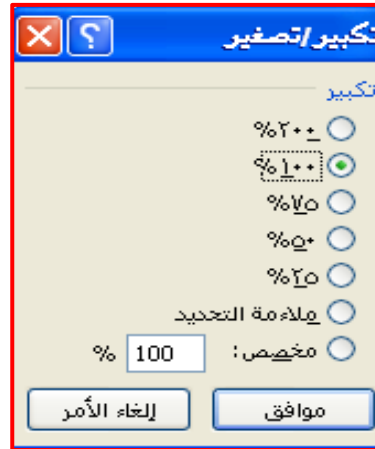 تكبير/تصغير
تكبير
٢٠٠%
١٠٠%
٧٥%
٥٠%
٢٥%
ملاءمة التحديد
مخصص: 100 %
موافق إلغاء الأمر